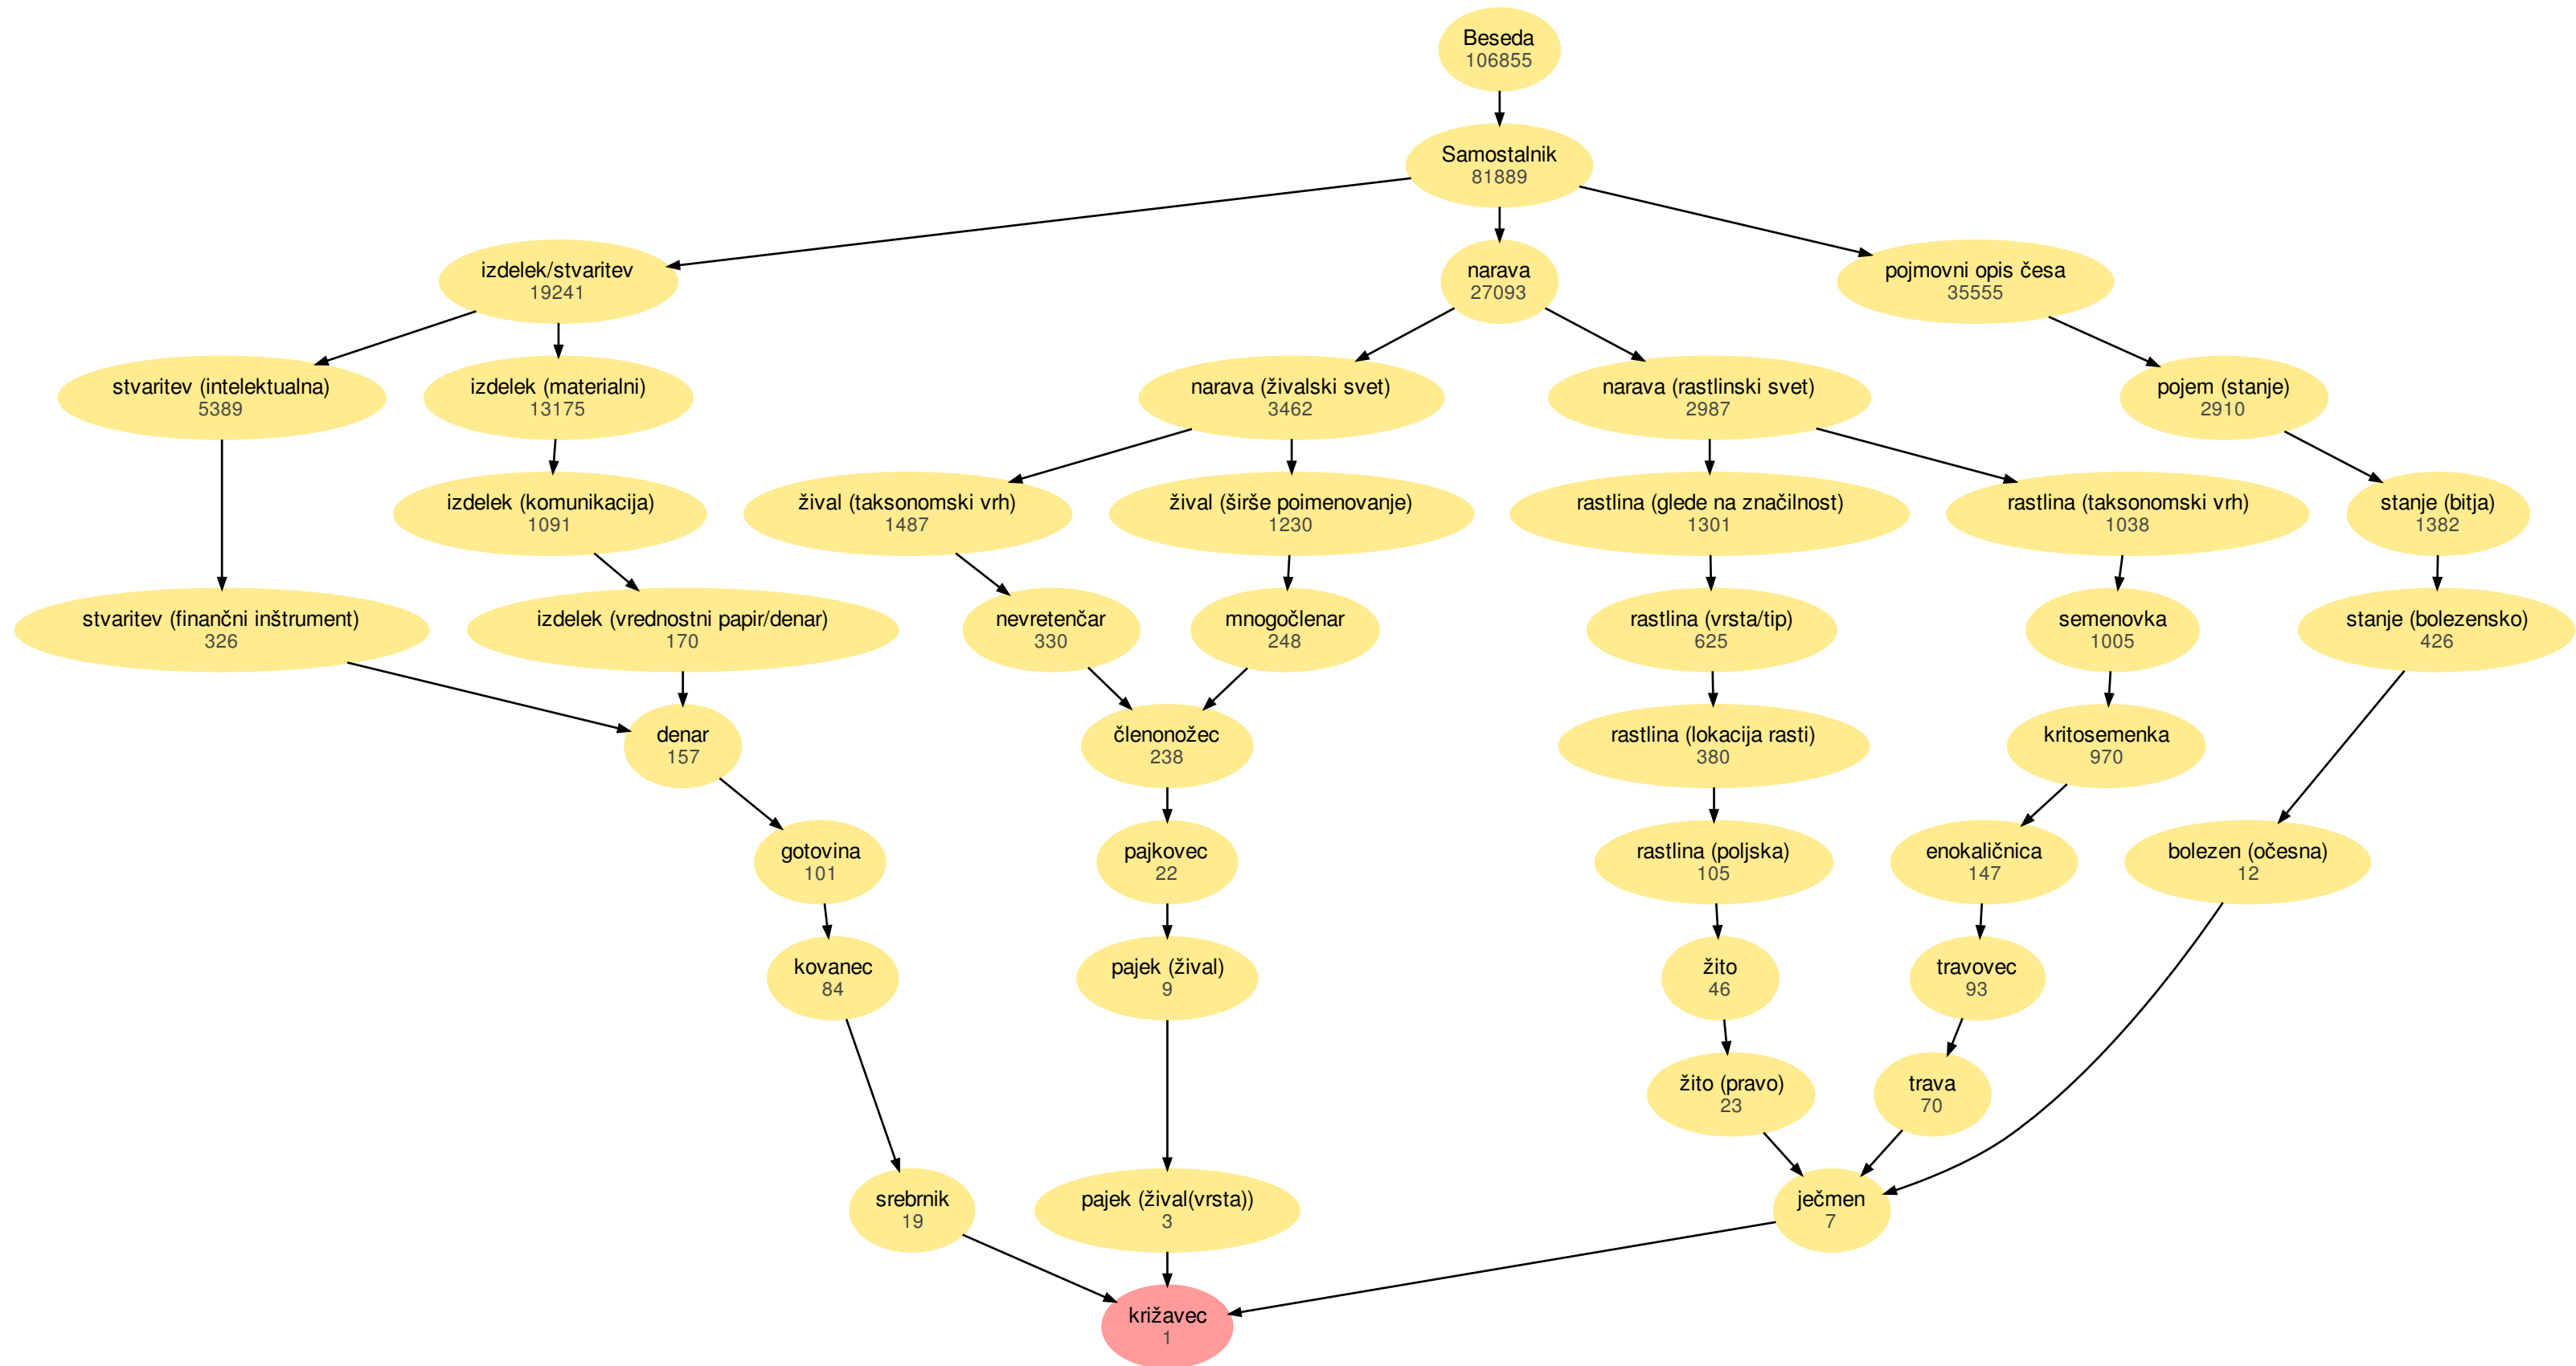 Beseda
106855
Samostalnik
81889
izdelek/stvaritev
19241
narava
27093
pojmovni opis česa
35555
stvaritev (intelektualna)
5389
izdelek (materialni)
13175
narava (živalski svet)
3462
narava (rastlinski svet)
2987
pojem (stanje)
2910
izdelek (komunikacija)
1091
žival (taksonomski vrh)
1487
žival (širše poimenovanje)
1230
rastlina (glede na značilnost)
1301
rastlina (taksonomski vrh)
1038
stanje (bitja)
1382
stvaritev (finančni inštrument)
326
izdelek (vrednostni papir/denar)
170
nevretenčar
330
mnogočlenar
248
rastlina (vrsta/tip)
625
semenovka
1005
stanje (bolezensko)
426
denar
157
členonožec
238
rastlina (lokacija rasti)
380
kritosemenka
970
gotovina
101
pajkovec
22
rastlina (poljska)
105
enokaličnica
147
bolezen (očesna)
12
kovanec
84
pajek (žival)
9
žito
46
travovec
93
žito (pravo)
23
trava
70
srebrnik
19
pajek (žival(vrsta))
3
ječmen
7
križavec
1